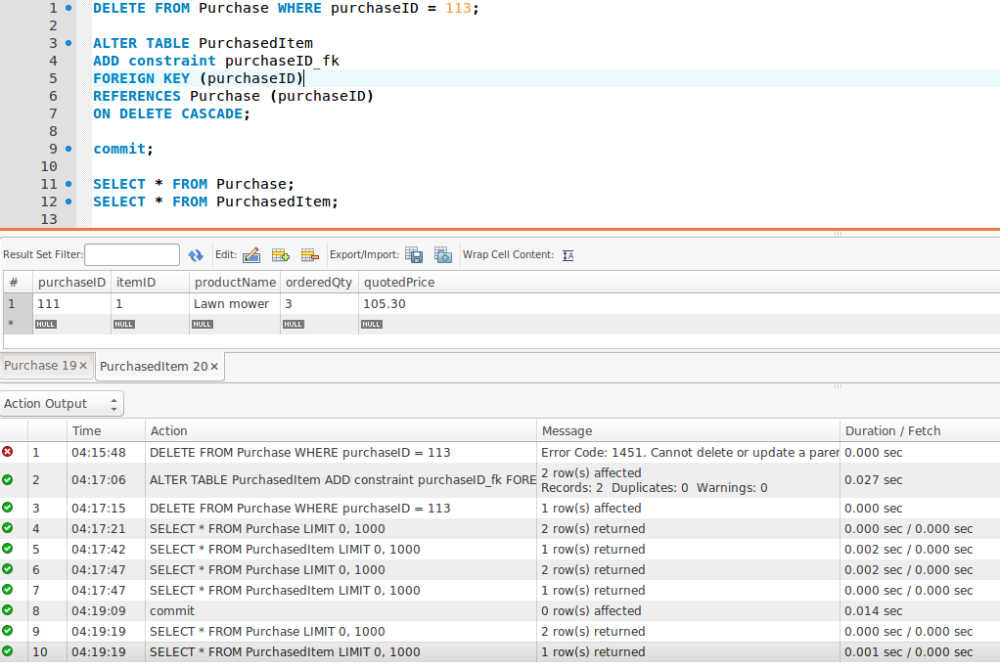 1 DELETE FROM Purchase WHERE purchaseID = 113;
2
3 ALTER TABLE PurchasedItem
4 ADD constraint purchaseID_fk
5 FOREIGN KEY (purchaseID)
6 REFERENCES Purchase (purchaseID)
7 ON DELETE CASCADE;
8
9 commit;
10
11 SELECT * FROM Purchase;
12 SELECT * FROM PurchasedItem;
13
Result Set Filter: Edit: Export/Import: Wrap Cell Content:
# purchaseID itemID productName orderedQty quotedPrice
1 111 1 Lawn mower 3 105.30
* NULL NULL NULL NULL NULL
Purchase 19 × PurchasedItem 20 ×
Action Output
Time Action Message Duration / Fetch
1 04:15:48 DELETE FROM Purchase WHERE purchaseID = 113 Error Code: 1451. Cannot delete or update a parer 0.000 sec
2 04:17:06 ALTER TABLE PurchasedItem ADD constraint purchaseID_fk FORE 2 row(s) affected 0.027 sec
Records: 2 Duplicates: 0 Warnings: 0
3 04:17:15 DELETE FROM Purchase WHERE purchaseID = 113 1 row(s) affected 0.000 sec
4 04:17:21 SELECT * FROM Purchase LIMIT 0, 1000 2 row(s) returned 0.000 sec / 0.000 sec
5 04:17:42 SELECT * FROM PurchasedItem LIMIT 0, 1000 1 row(s) returned 0.002 sec / 0.000 sec
6 04:17:47 SELECT * FROM Purchase LIMIT 0, 1000 2 row(s) returned 0.002 sec / 0.000 sec
7 04:17:47 SELECT * FROM PurchasedItem LIMIT 0, 1000 1 row(s) returned 0.000 sec / 0.000 sec
8 04:19:09 commit 0 row(s) affected 0.014 sec
9 04:19:19 SELECT * FROM Purchase LIMIT 0, 1000 2 row(s) returned 0.000 sec / 0.000 sec
10 04:19:19 SELECT * FROM PurchasedItem LIMIT 0, 1000 1 row(s) returned 0.001 sec / 0.000 sec